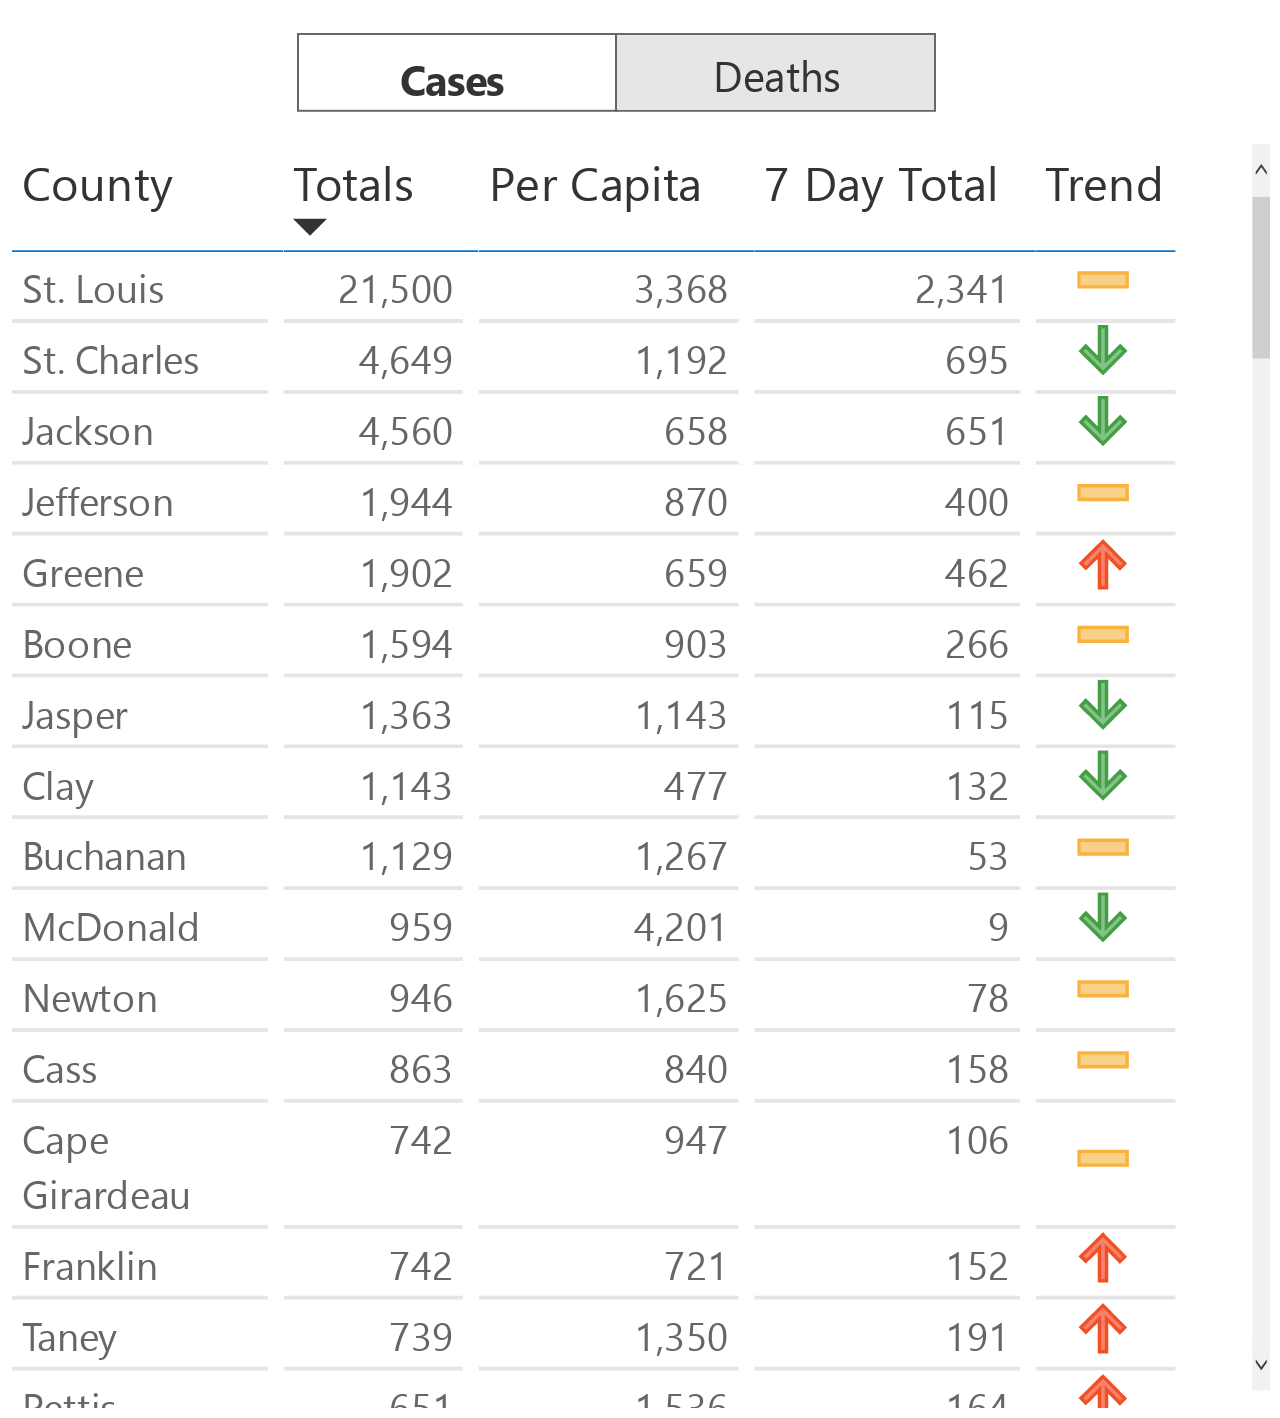 Cases Deaths
County Totals Per Capita 7 Day Total Trend
St. Louis 21,500 3,368 2,341
St. Charles 4,649 1,192 695
Jackson 4,560 658 651
Jefferson 1,944 870 400
Greene 1,902 659 462
Boone 1,594 903 266
Jasper 1,363 1,143 115
Clay 1,143 477 132
Buchanan 1,129 1,267 53
McDonald 959 4,201 9
Newton 946 1,625 78
Cass 863 840 158
Cape 742 947 106
Girardeau
Franklin 742 721 152
Taney 739 1,350 191
Pettis 651 1,536 164